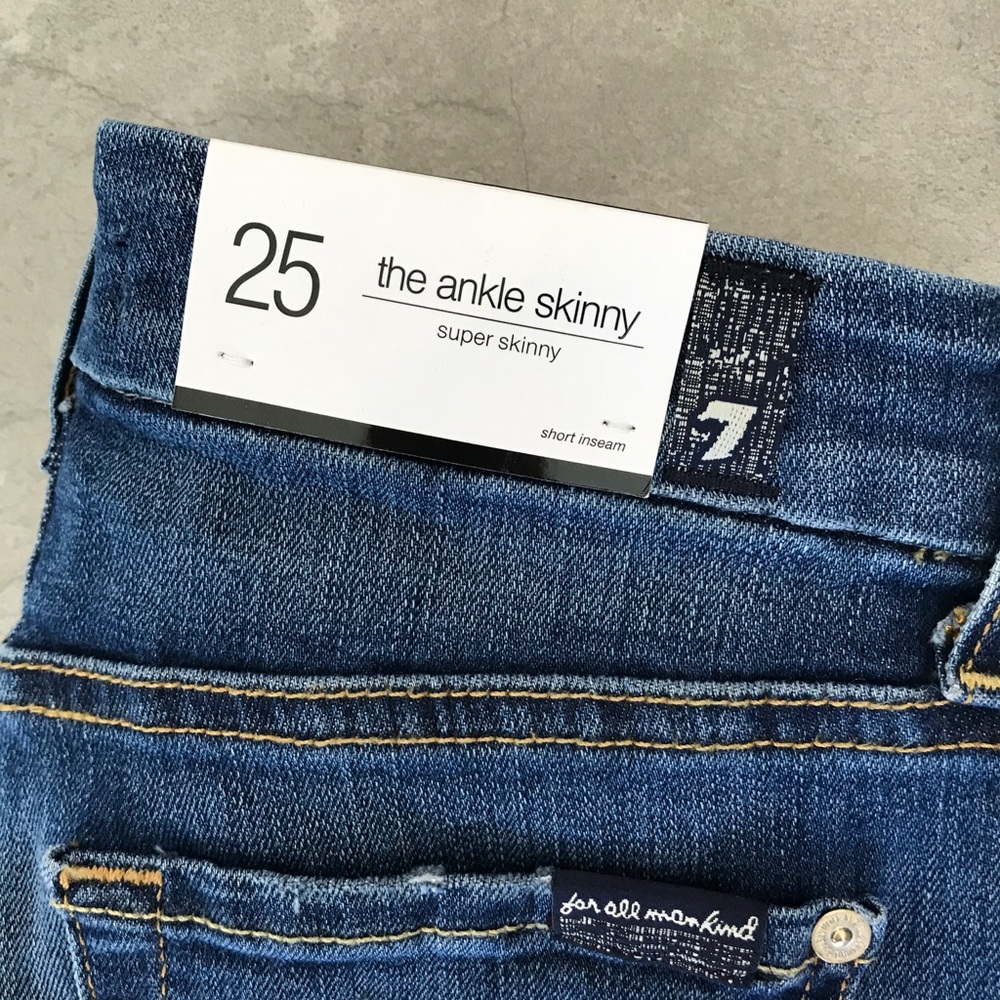 25
the ankle skinny
super skinny
short inseam
7
for all mankind